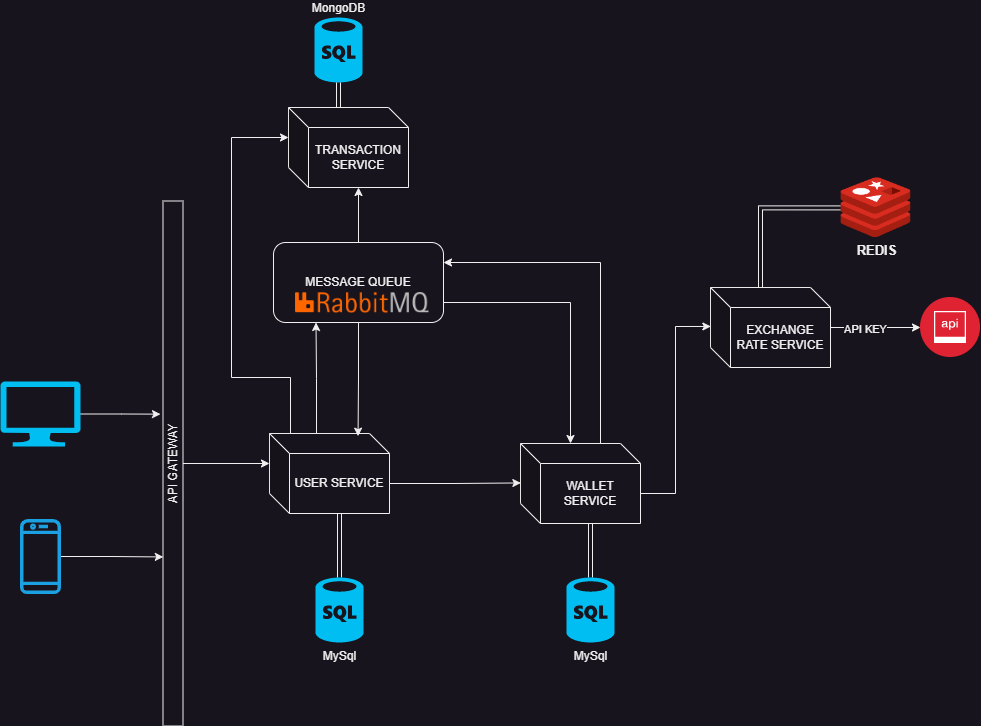 MongoDB
SQL
TRANSACTION
SERVICE
MESSAGE QUEUE
RabbitMQ
REDIS
EXCHANGE
RATE SERVICE
API KEY
api
API GATEWAY
USER SERVICE
WALLET
SERVICE
SQL
MySql
SQL
MySql